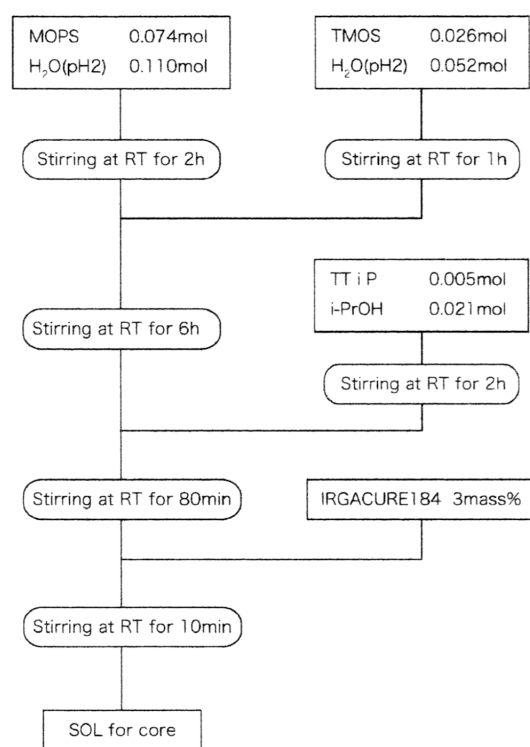 MOPS 0.074mol
H₂O(pH2) 0.110mol
TMOS 0.026mol
H₂O(pH2) 0.052mol
Stirring at RT for 2h
Stirring at RT for 1h
TT i P 0.005mol
i-PrOH 0.021mol
Stirring at RT for 6h
Stirring at RT for 2h
Stirring at RT for 80min
IRGACURE184 3mass%
Stirring at RT for 10min
SOL for core